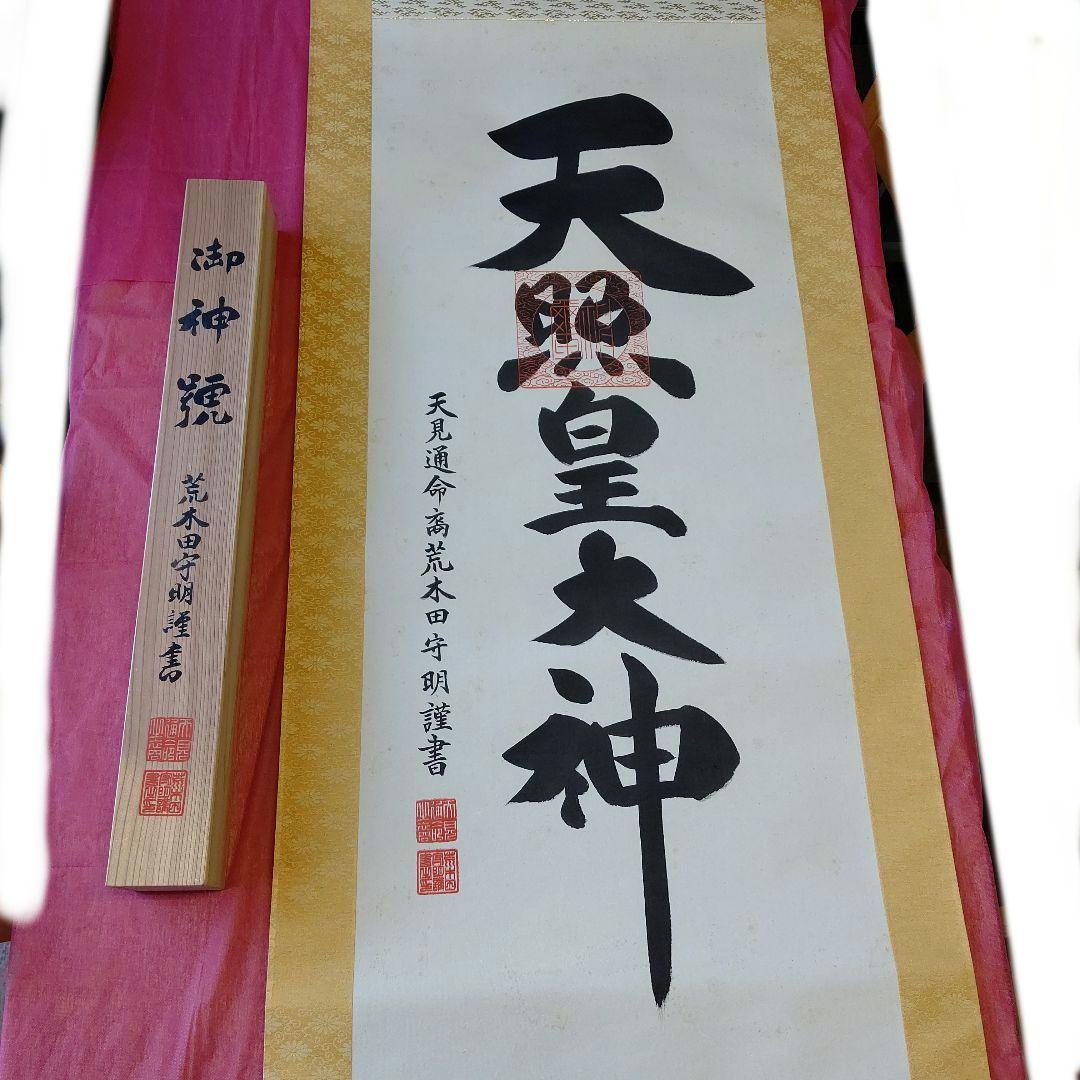 天照皇大神
天見通命裔荒木田守明謹書
御神號
荒木田守明謹書